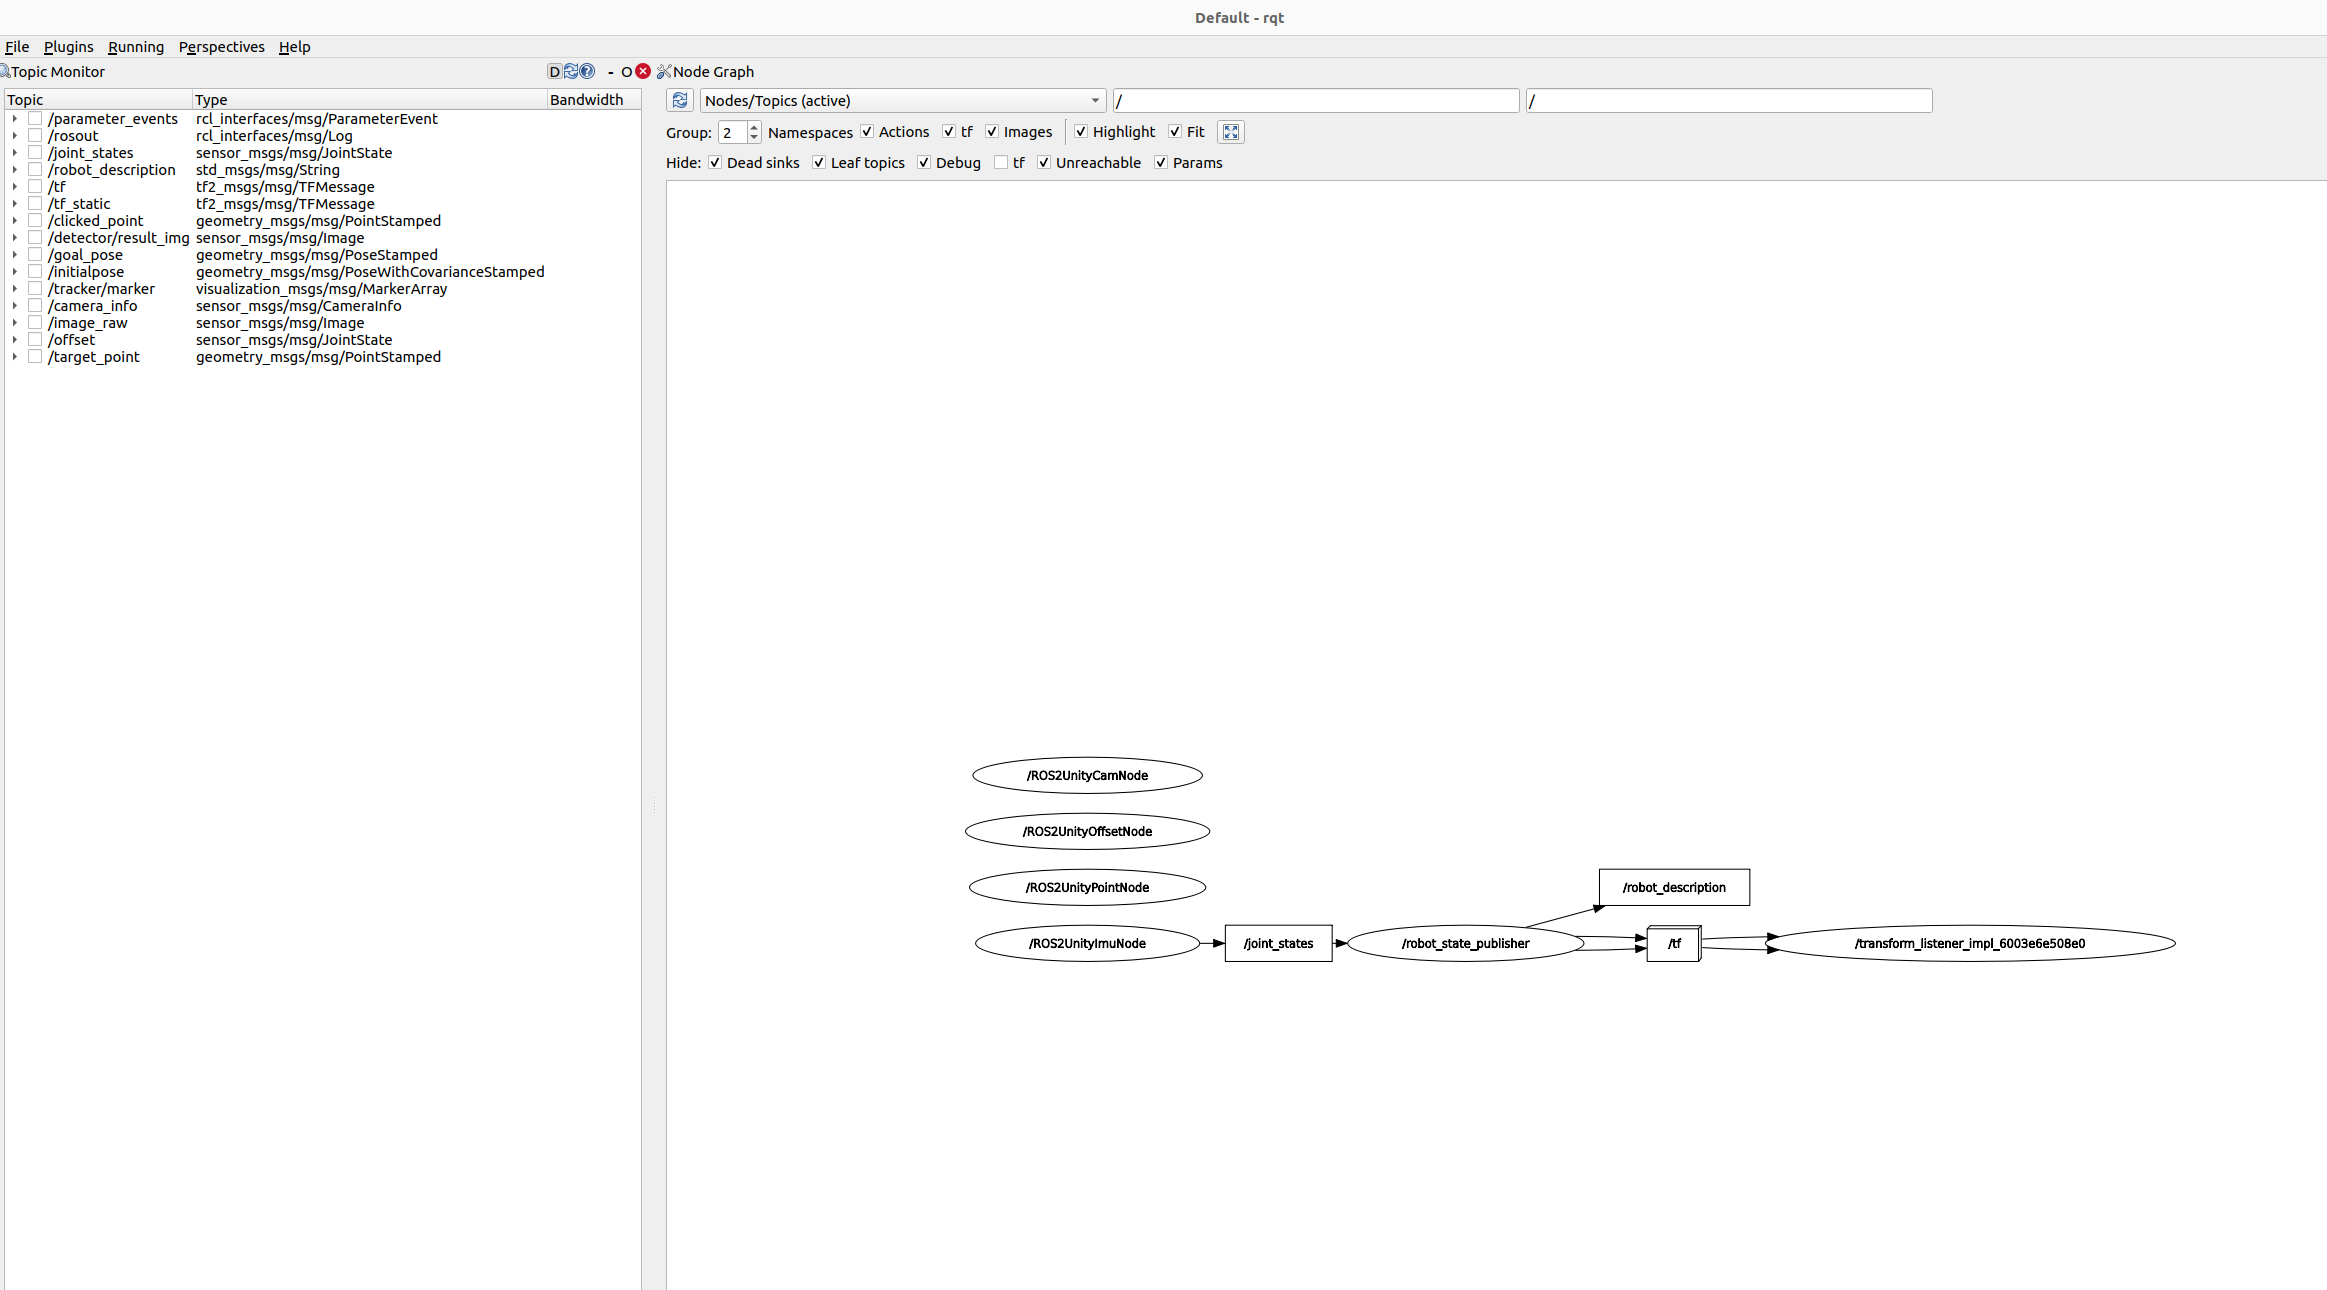 Default - rqt
File Plugins Running Perspectives Help
Topic Monitor D - O Node Graph
Topic Type Bandwidth
/parameter_events rcl_interfaces/msg/ParameterEvent
/rosout rcl_interfaces/msg/Log
/joint_states sensor_msgs/msg/JointState
/robot_description std_msgs/msg/String
/tf tf2_msgs/msg/TFMessage
/tf_static tf2_msgs/msg/TFMessage
/clicked_point geometry_msgs/msg/PointStamped
/detector/result_img sensor_msgs/msg/Image
/goal_pose geometry_msgs/msg/PoseStamped
/initialpose geometry_msgs/msg/PoseWithCovarianceStamped
/tracker/marker visualization_msgs/msg/MarkerArray
/camera_info sensor_msgs/msg/CameraInfo
/image_raw sensor_msgs/msg/Image
/offset sensor_msgs/msg/JointState
/target_point geometry_msgs/msg/PointStamped
Nodes/Topics (active) / /
Group: 2 Namespaces Actions tf Images Highlight Fit
Hide: Dead sinks Leaf topics Debug tf Unreachable Params
/ROS2UnityCamNode
/ROS2UnityOffsetNode
/ROS2UnityPointNode /robot_description
/ROS2UnityImuNode /joint_states /robot_state_publisher /tf /transform_listener_impl_6003e6e508e0